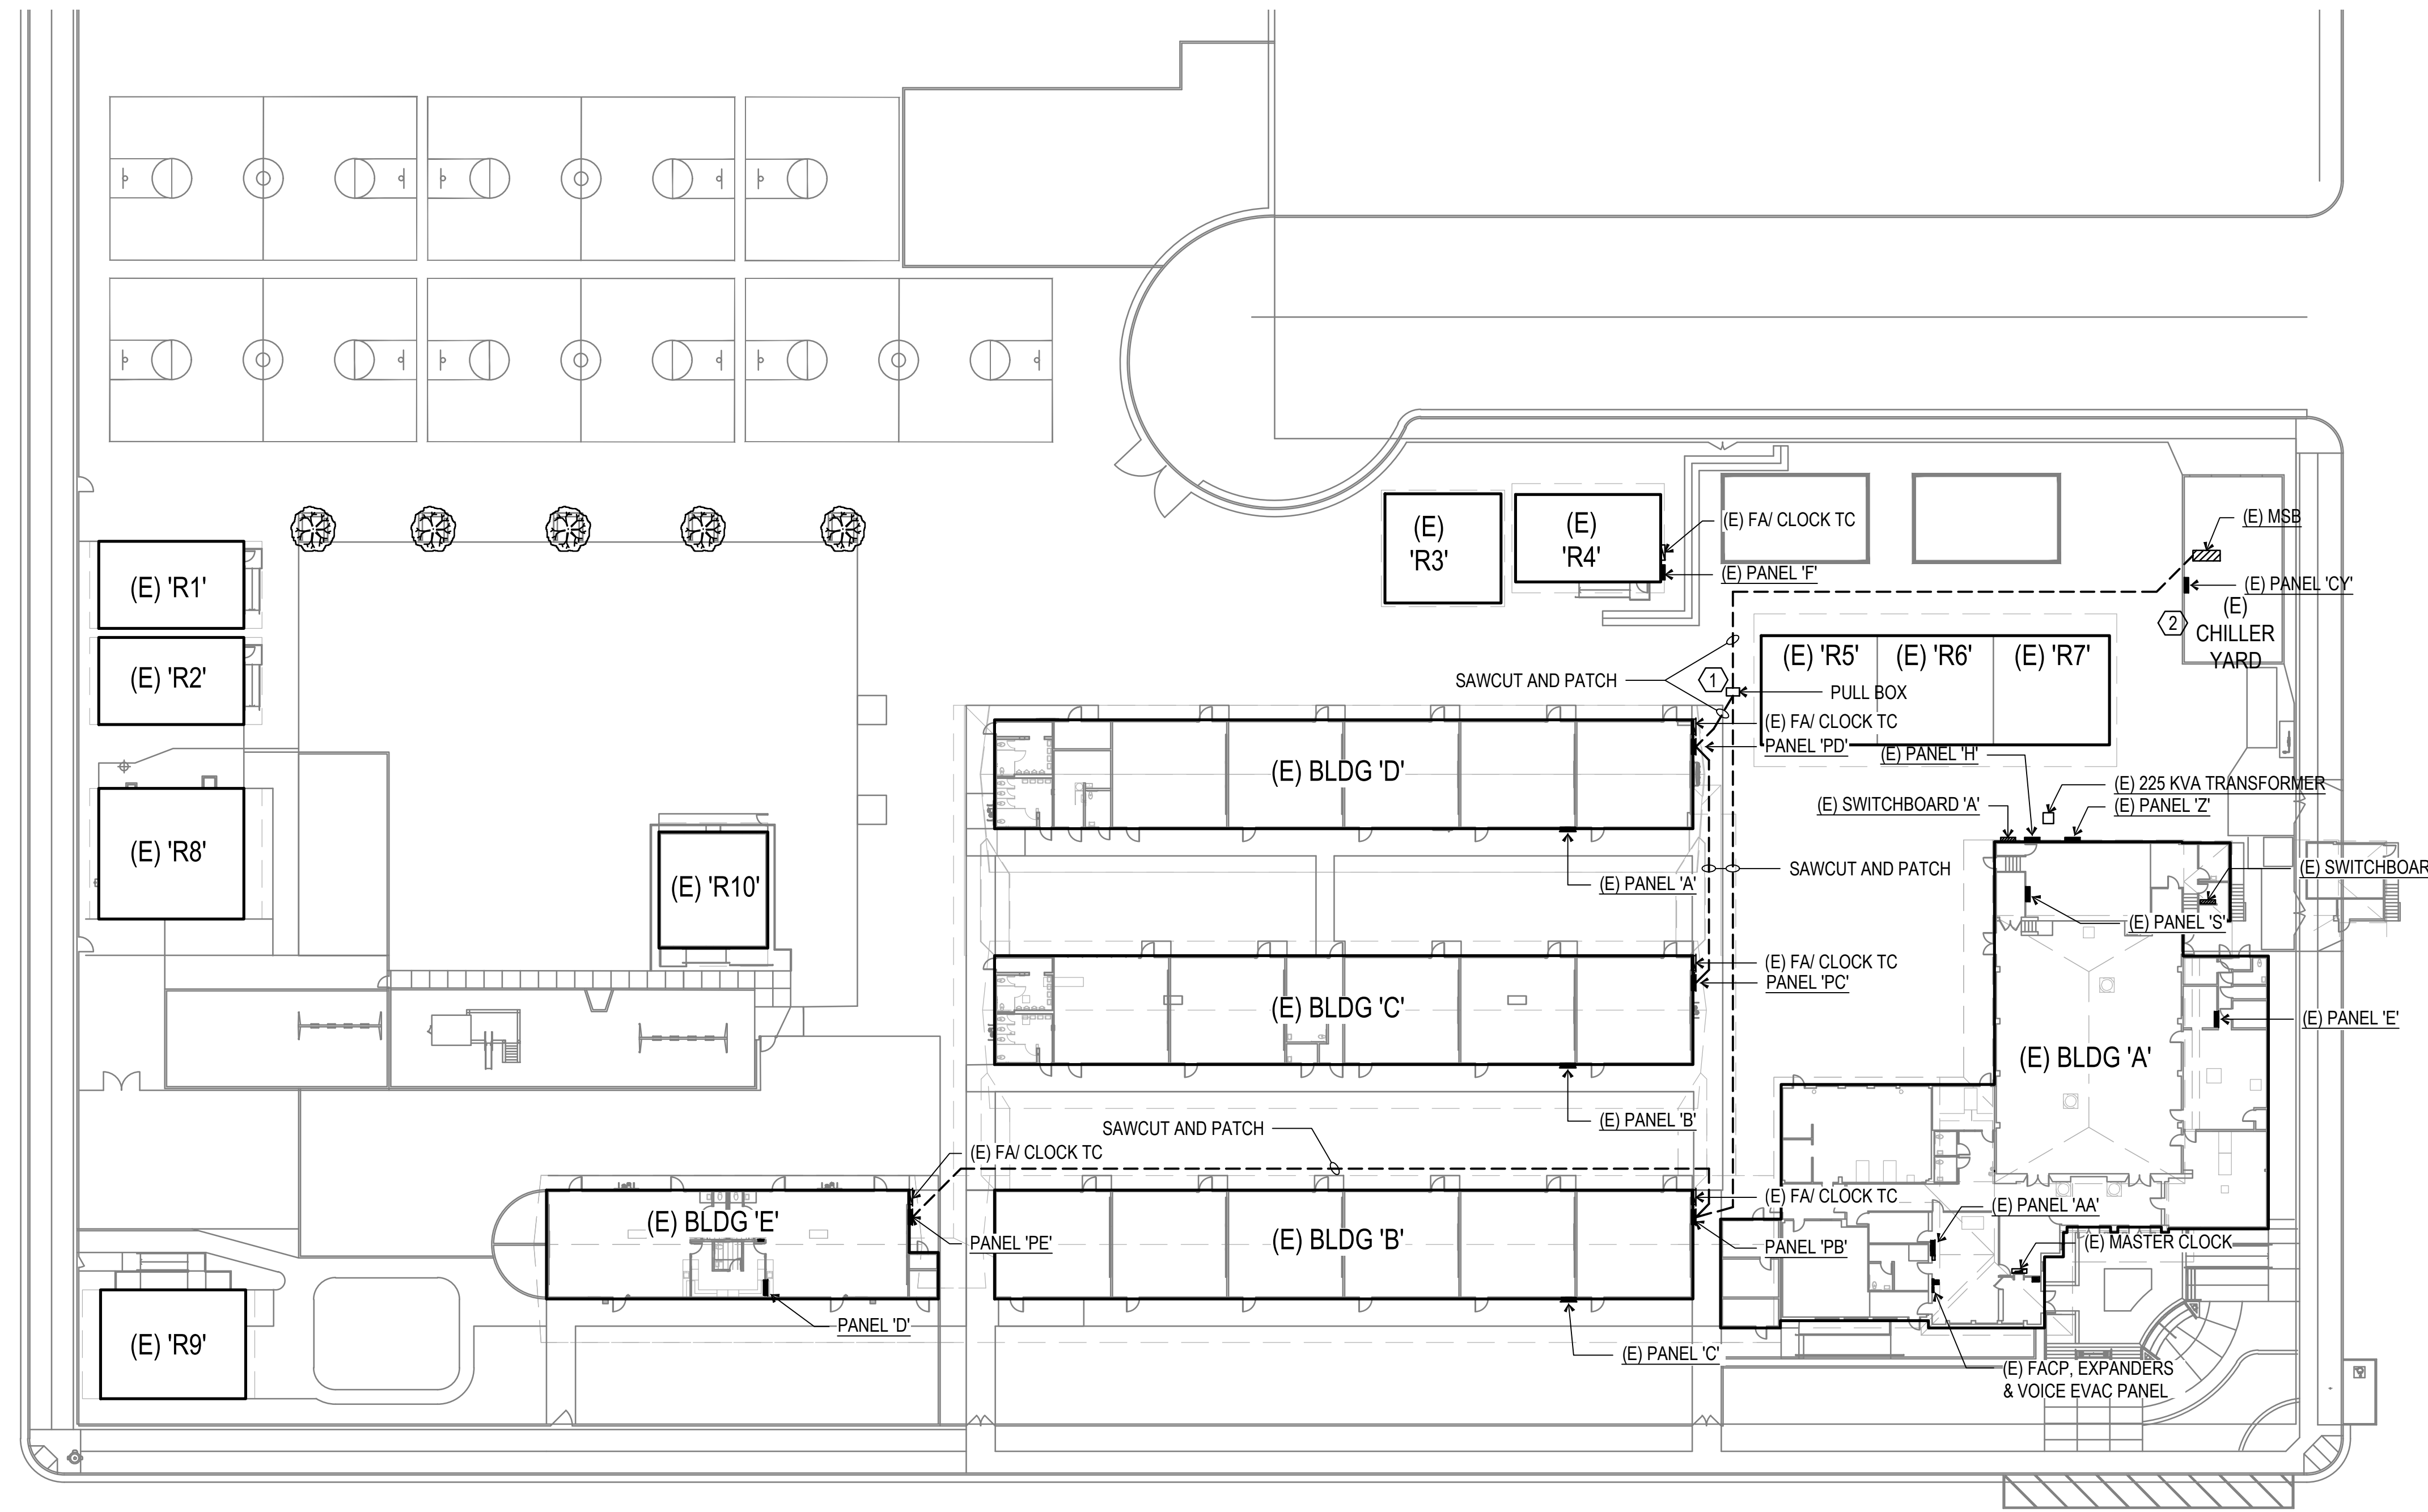 (E) FA/ CLOCK TC
(E) MSB
(E)
'R3'
(E)
'R4'
(E) PANEL 'F'
(E) PANEL 'CY'
(E) 'R1'
2
(E)
CHILLER
YARD
(E) 'R5'
(E) 'R6'
(E) 'R7'
(E) 'R2'
SAWCUT AND PATCH
1
PULL BOX
(E) FA/ CLOCK TC
PANEL 'PD'
(E) PANEL 'H'
(E) BLDG 'D'
(E) 225 KVA TRANSFORMER
(E) SWITCHBOARD 'A'
(E) PANEL 'Z'
(E) 'R8'
SAWCUT AND PATCH
(E) SWITCHBOAR
(E) 'R10'
(E) PANEL 'A'
(E) PANEL 'S'
(E) FA/ CLOCK TC
PANEL 'PC'
(E) BLDG 'C'
(E) PANEL 'E'
(E) BLDG 'A'
(E) PANEL 'B'
SAWCUT AND PATCH
(E) FA/ CLOCK TC
(E) FA/ CLOCK TC
(E) PANEL 'AA'
(E) BLDG 'E'
PANEL 'PE'
(E) BLDG 'B'
PANEL 'PB'
(E) MASTER CLOCK
PANEL 'D'
(E) 'R9'
(E) PANEL 'C'
(E) FACP, EXPANDERS
& VOICE EVAC PANEL